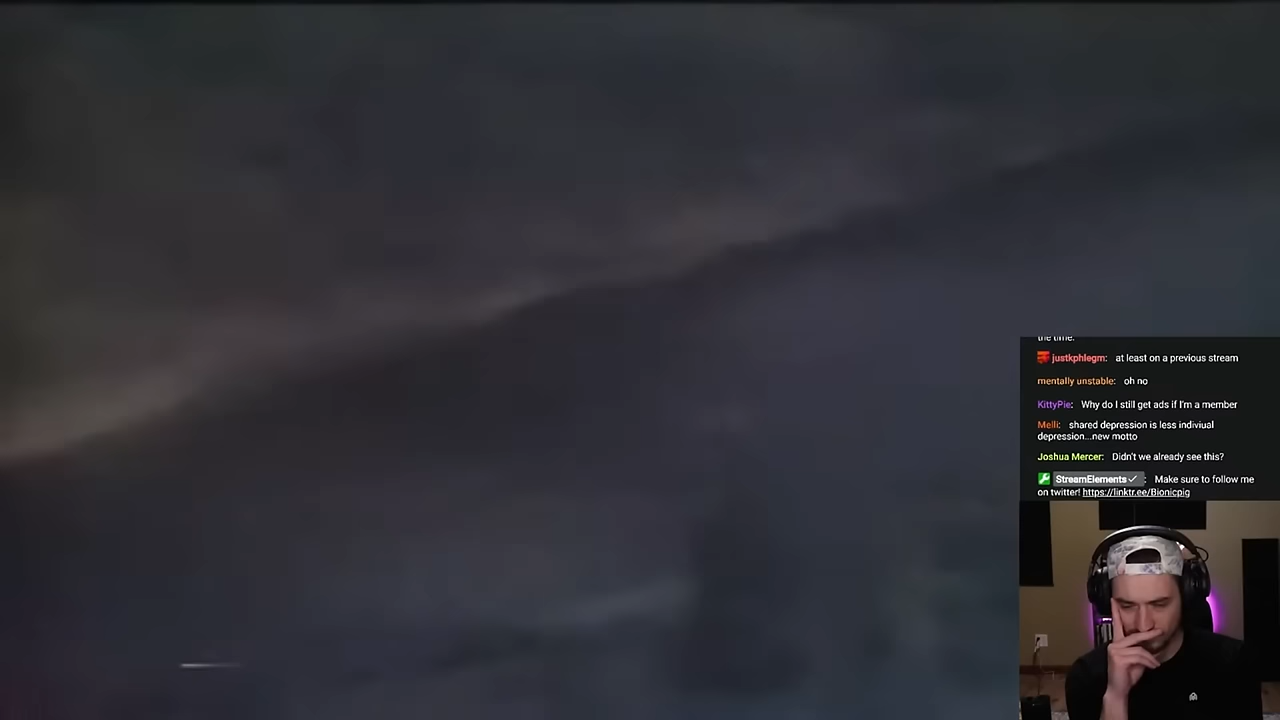 the time.
justkphlegm: at least on a previous stream
mentally unstable: oh no
KittyPie: Why do I still get ads if I'm a member
Melli: shared depression is less indiviual
depression...new motto
Joshua Mercer: Didn't we already see this?
StreamElements: Make sure to follow me
on twitter! https://linktr.ee/Bionicpig